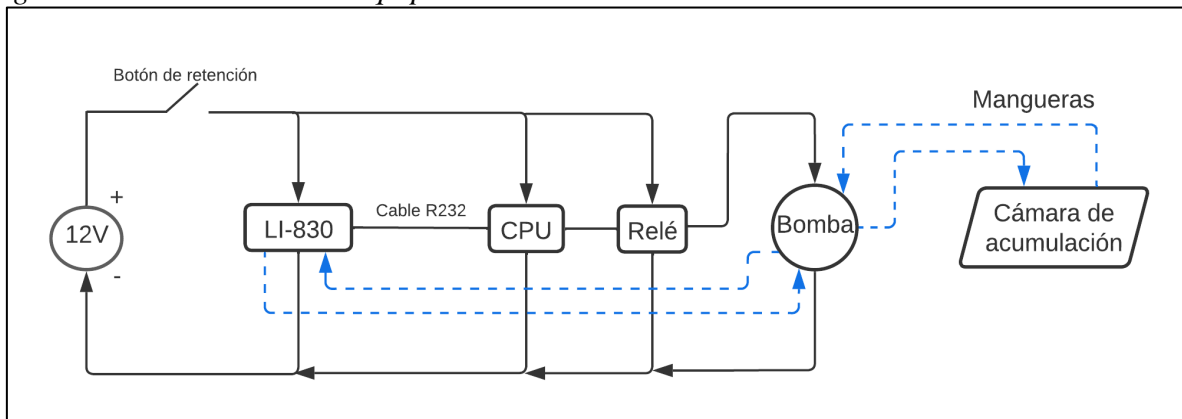 Botón de retención
Mangueras
+
12V
-
LI-830
Cable R232
CPU
Relé
Bomba
Cámara de
acumulación